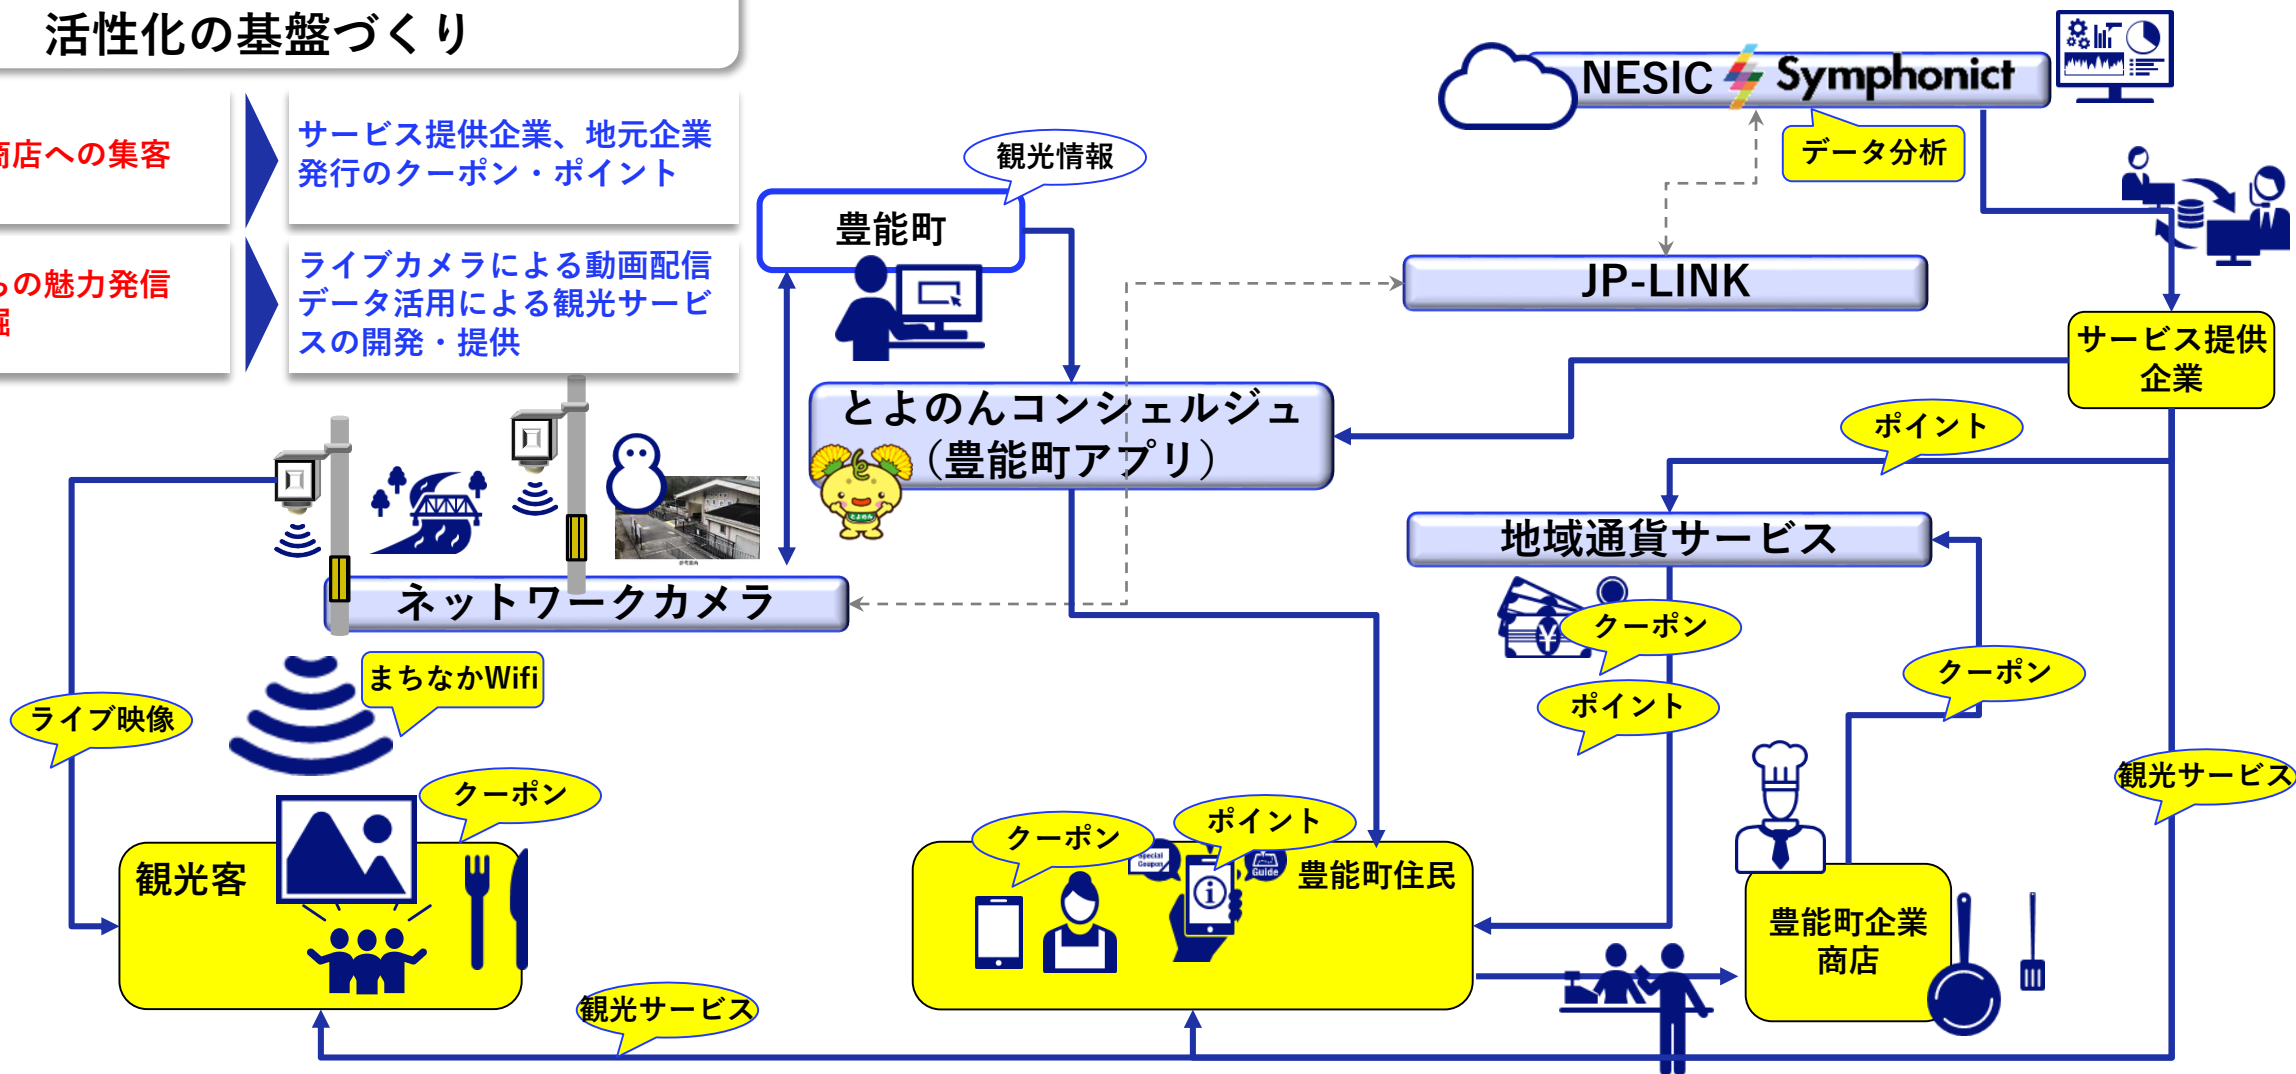 活性化の基盤づくり
商店への集客
サービス提供企業、地元企業
発行のクーポン・ポイント
らの魅力発信
掘
ライブカメラによる動画配信
データ活用による観光サービ
スの開発・提供
観光情報
豊能町
NESIC Symphonict
データ分析
JP-LINK
サービス提供
企業
とよのんコンシェルジュ
（豊能町アプリ）
とよのん
ポイント
地域通貨サービス
クーポン
ポイント
クーポン
ネットワークカメラ
まちなかWifi
ライブ映像
クーポン
観光客
クーポン
ポイント
Special
Coupon
Guide
豊能町住民
豊能町企業
商店
観光サービス
観光サービス